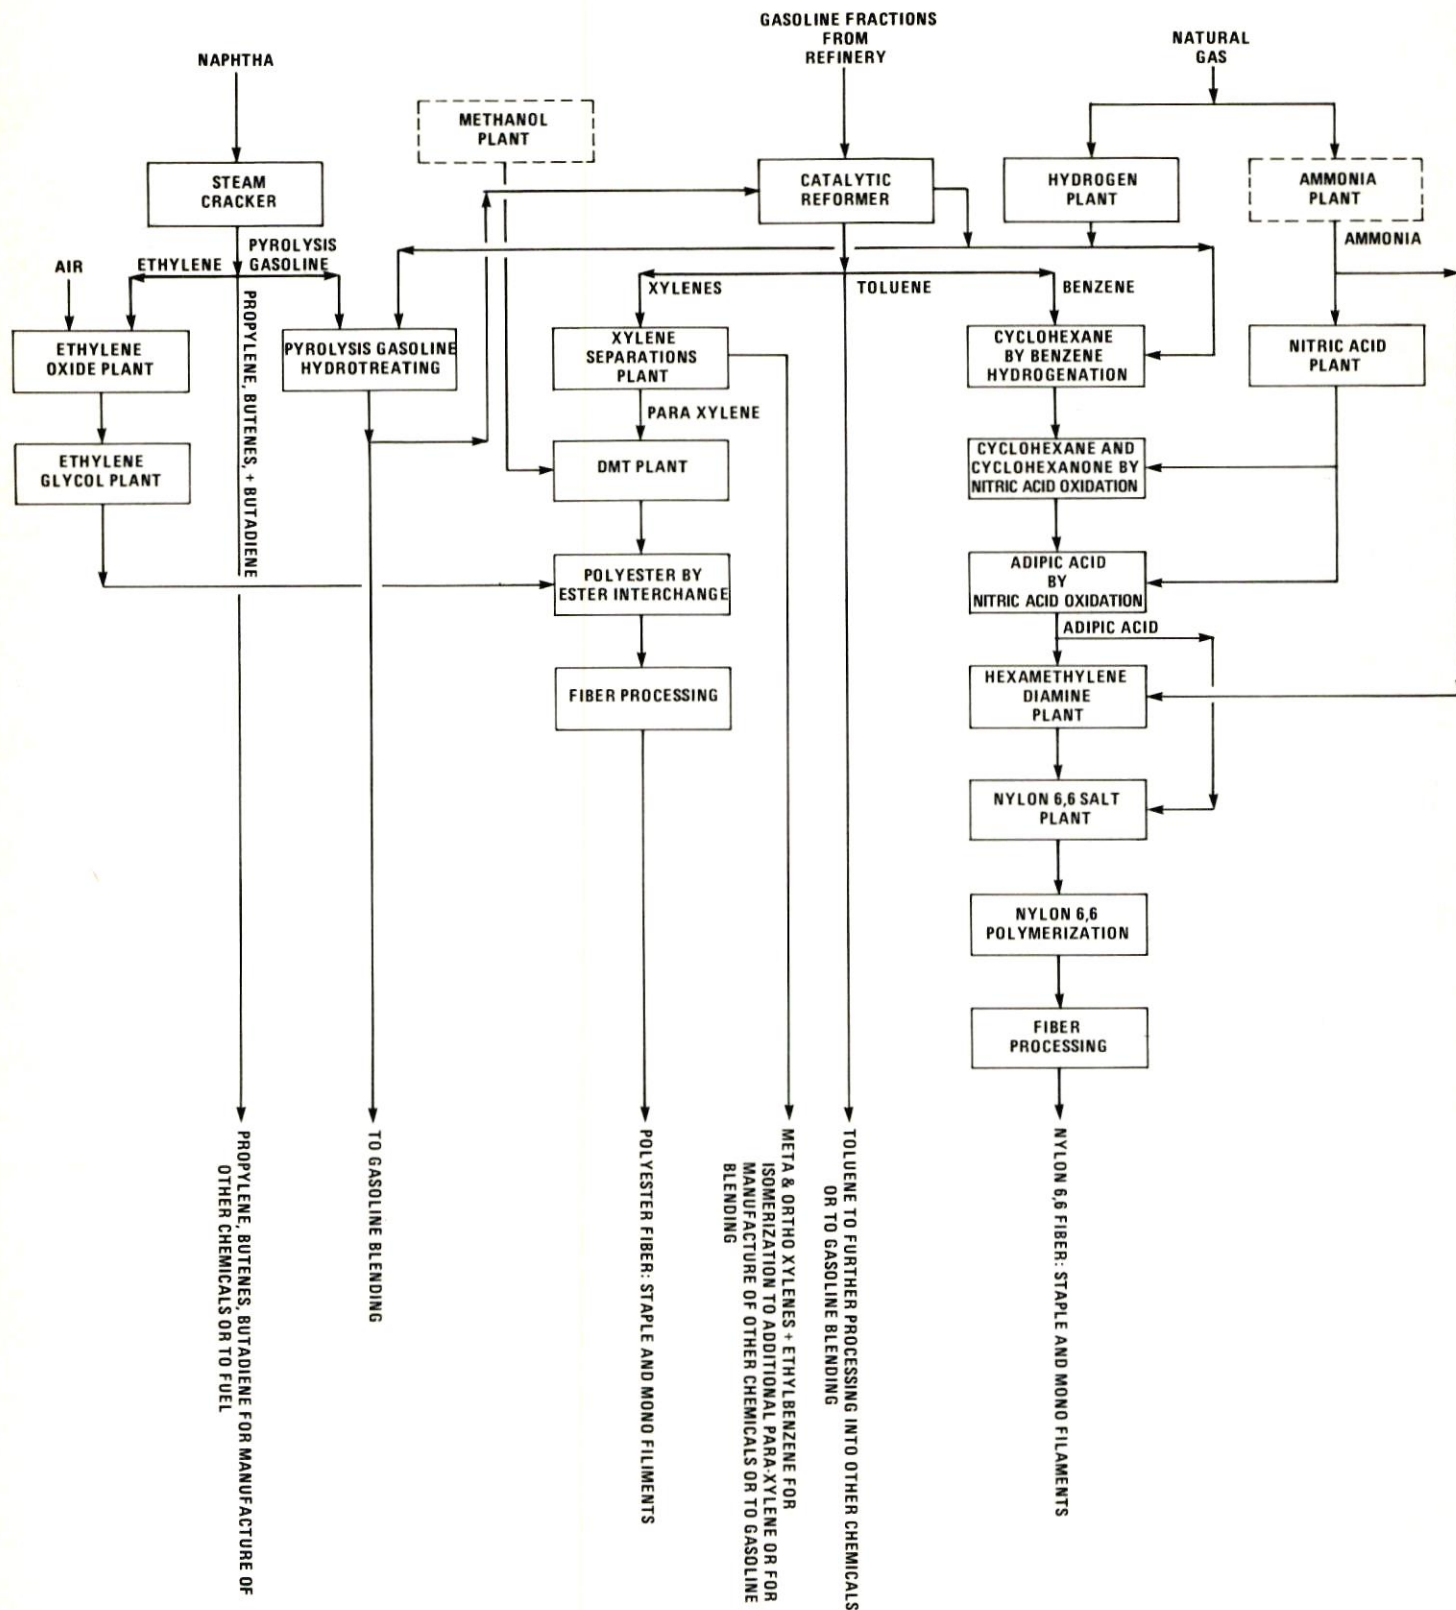 GASOLINE FRACTIONS
FROM
REFINERY
NATURAL
GAS
NAPHTHA
METHANOL
PLANT
STEAM
CRACKER
CATALYTIC
REFORMER
HYDROGEN
PLANT
AMMONIA
PLANT
AMMONIA
AIR
ETHYLENE
PYROLYSIS
GASOLINE
XYLENES
TOLUENE
BENZENE
ETHYLENE
OXIDE PLANT
PROPYLENE, BUTENES, + BUTADIENE
PYROLYSIS GASOLINE
HYDROTREATING
XYLENE
SEPARATIONS
PLANT
CYCLOHEXANE
BY BENZENE
HYDROGENATION
NITRIC ACID
PLANT
PARA XYLENE
ETHYLENE
GLYCOL PLANT
DMT PLANT
CYCLOHEXANE AND
CYCLOHEXANONE BY
NITRIC ACID OXIDATION
POLYESTER BY
ESTER INTERCHANGE
ADIPIC ACID
BY
NITRIC ACID OXIDATION
ADIPIC ACID
FIBER PROCESSING
HEXAMETHYLENE
DIAMINE
PLANT
NYLON 6,6 SALT
PLANT
NYLON 6,6
POLYMERIZATION
FIBER
PROCESSING
PROPYLENE, BUTENES, BUTADIENE FOR MANUFACTURE OF
OTHER CHEMICALS OR TO FUEL
TO GASOLINE BLENDING
POLYESTER FIBER: STAPLE AND MONO FILIMENTS
META & ORTHO XYLENES + ETHYLBENZENE FOR
ISOMERIZATION TO ADDITIONAL PARA-XYLENE OR FOR
MANUFACTURE OF OTHER CHEMICALS OR TO GASOLINE
BLENDING
TOLUENE TO FURTHER PROCESSING INTO OTHER CHEMICALS
OR TO GASOLINE BLENDING
NYLON 6,6 FIBER: STAPLE AND MONO FILAMENTS